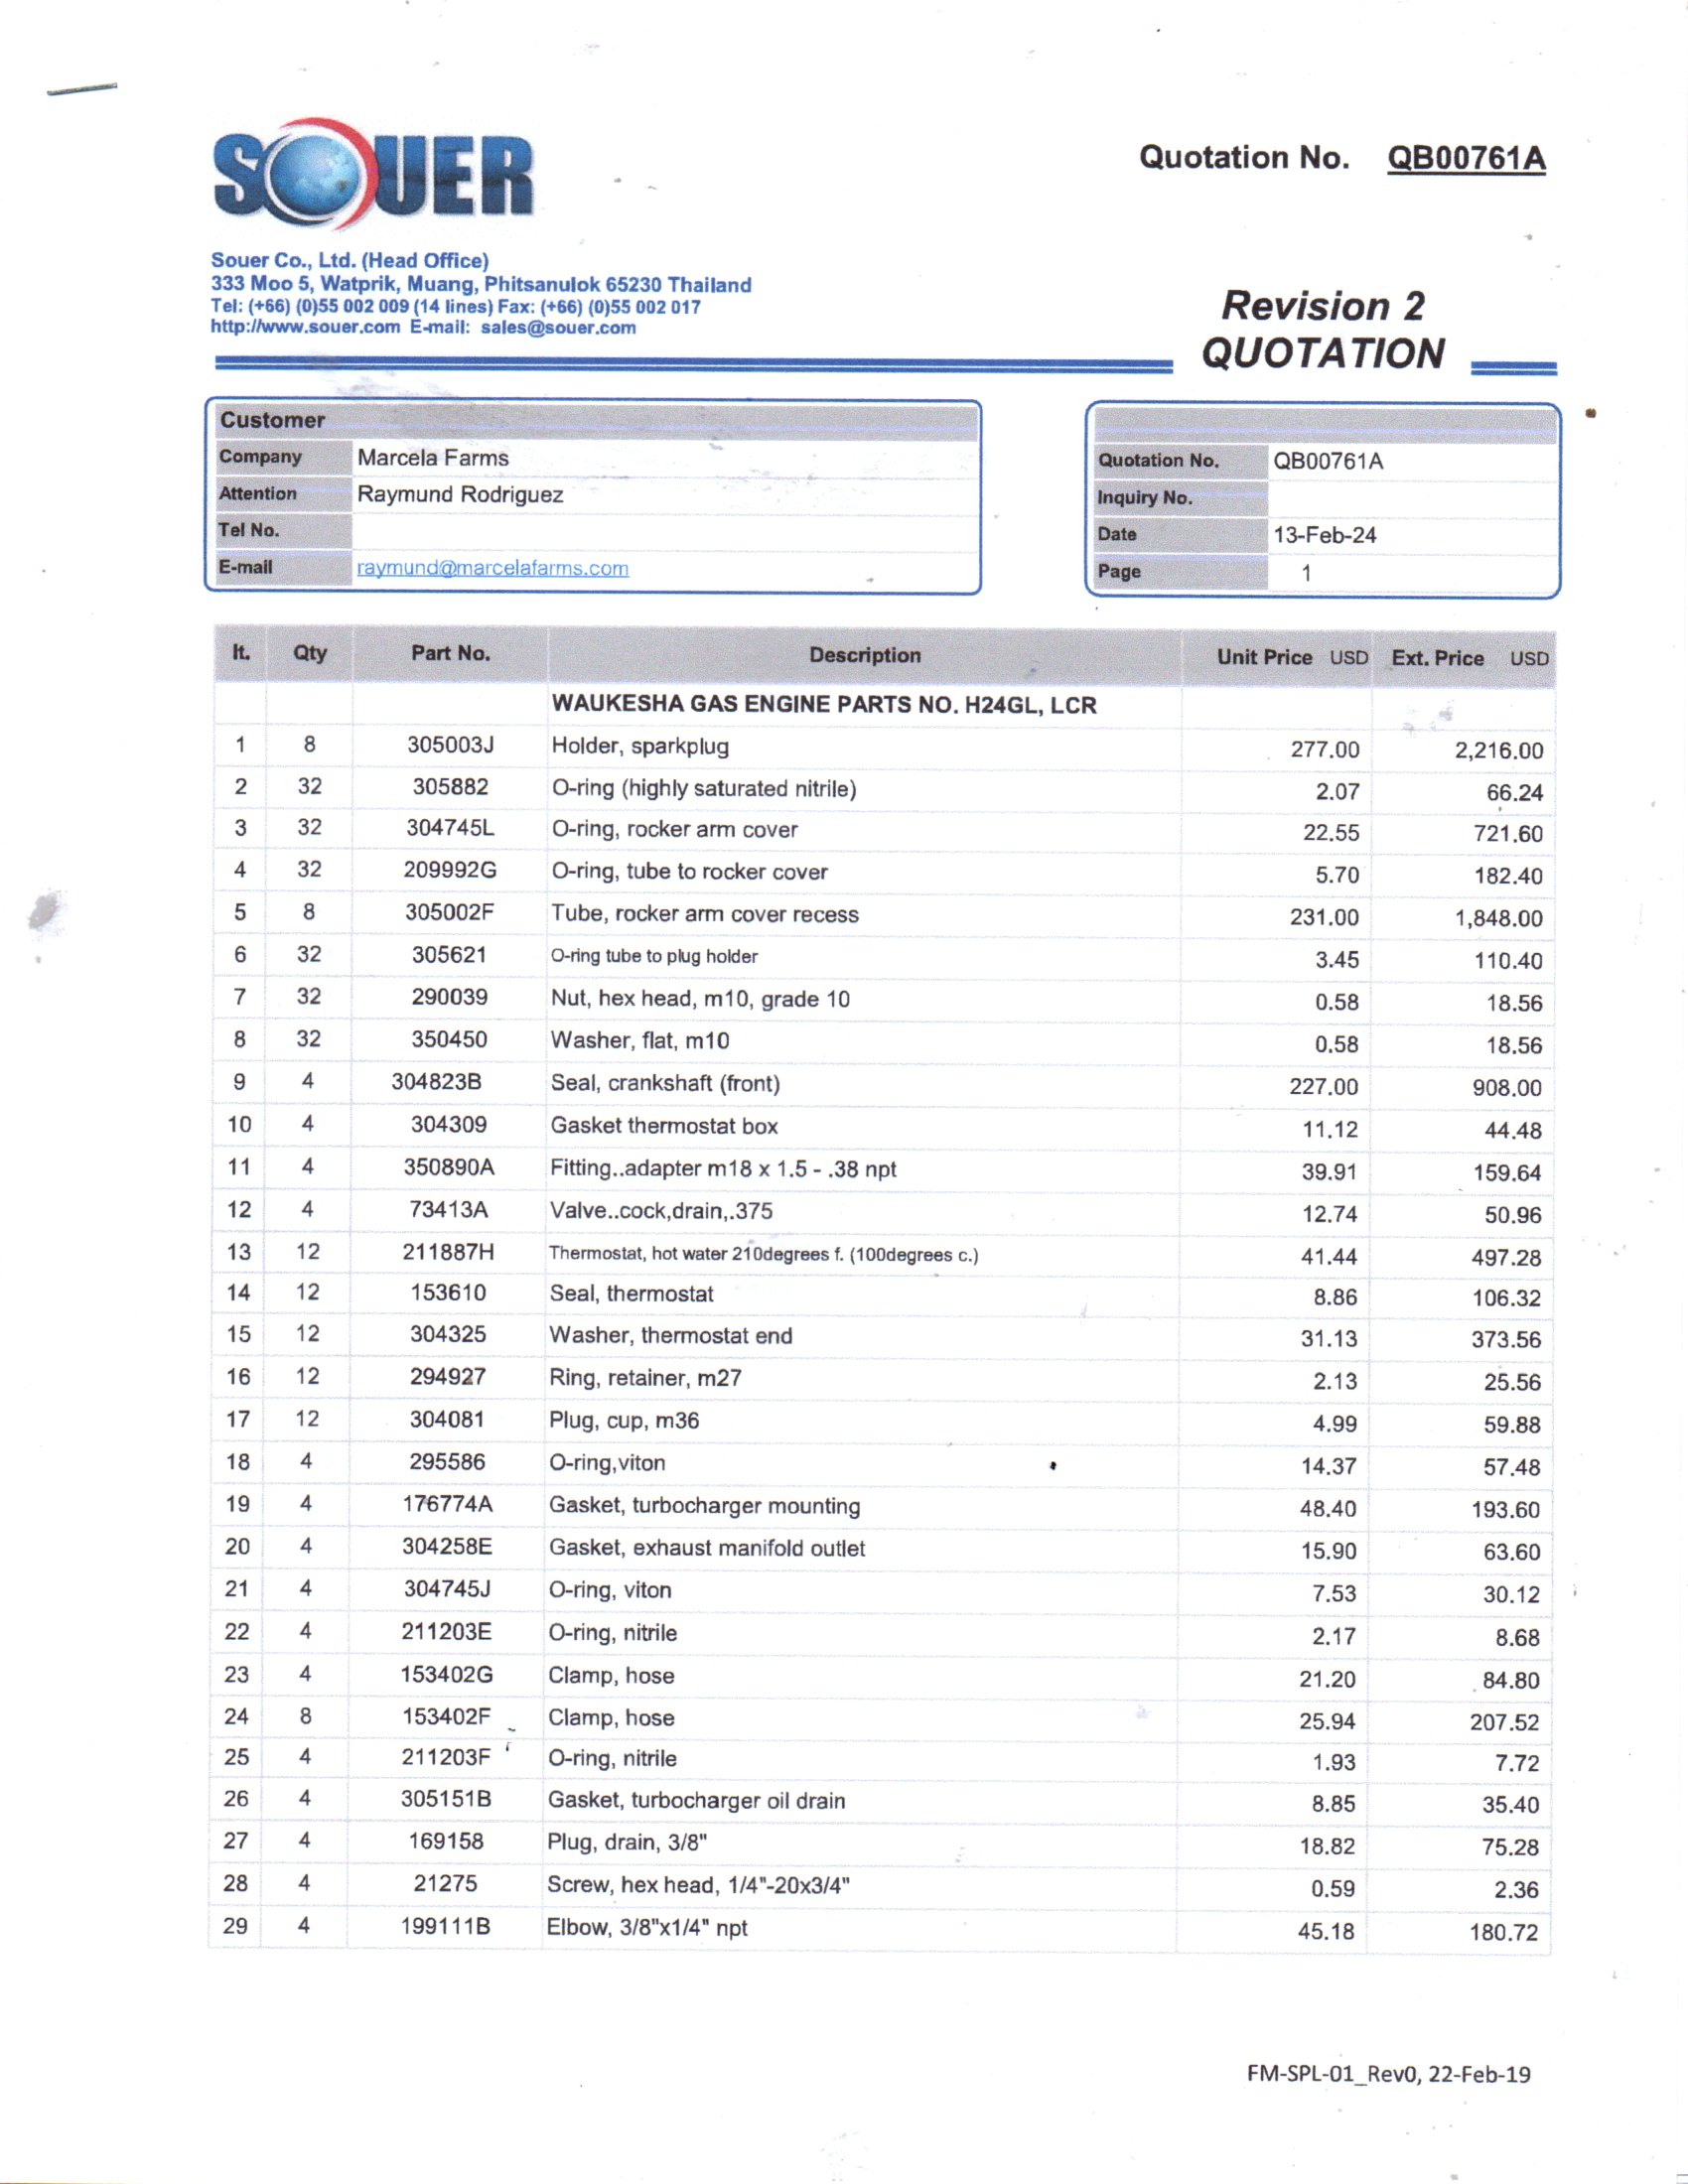 SOUER
Quotation No. QB00761A
Souer Co., Ltd. (Head Office)
333 Moo 5, Watprik, Muang, Phitsanulok 65230 Thailand
Tel: (+66) (0)55 002 009 (14 lines) Fax: (+66) (0)55 002 017
http://www.souer.com E-mail: sales@souer.com
Revision 2
QUOTATION
Customer
Company Marcela Farms
Attention Raymund Rodriguez
Tel No.
E-mail raymund@marcelafarms.com
Quotation No. QB00761A
Inquiry No.
Date 13-Feb-24
Page 1
It. Qty Part No. Description Unit Price USD Ext. Price USD
WAUKESHA GAS ENGINE PARTS NO. H24GL, LCR
1 8 305003J Holder, sparkplug 277.00 2,216.00
2 32 305882 O-ring (highly saturated nitrile) 2.07 66.24
3 32 304745L O-ring, rocker arm cover 22.55 721.60
4 32 209992G O-ring, tube to rocker cover 5.70 182.40
5 8 305002F Tube, rocker arm cover recess 231.00 1,848.00
6 32 305621 O-ring tube to plug holder 3.45 110.40
7 32 290039 Nut, hex head, m10, grade 10 0.58 18.56
8 32 350450 Washer, flat, m10 0.58 18.56
9 4 304823B Seal, crankshaft (front) 227.00 908.00
10 4 304309 Gasket thermostat box 11.12 44.48
11 4 350890A Fitting..adapter m18 x 1.5 - .38 npt 39.91 159.64
12 4 73413A Valve..cock,drain,.375 12.74 50.96
13 12 211887H Thermostat, hot water 210degrees f. (100degrees c.) 41.44 497.28
14 12 153610 Seal, thermostat 8.86 106.32
15 12 304325 Washer, thermostat end 31.13 373.56
16 12 294927 Ring, retainer, m27 2.13 25.56
17 12 304081 Plug, cup, m36 4.99 59.88
18 4 295586 O-ring,viton 14.37 57.48
19 4 176774A Gasket, turbocharger mounting 48.40 193.60
20 4 304258E Gasket, exhaust manifold outlet 15.90 63.60
21 4 304745J O-ring, viton 7.53 30.12
22 4 211203E O-ring, nitrile 2.17 8.68
23 4 153402G Clamp, hose 21.20 84.80
24 8 153402F Clamp, hose 25.94 207.52
25 4 211203F O-ring, nitrile 1.93 7.72
26 4 305151B Gasket, turbocharger oil drain 8.85 35.40
27 4 169158 Plug, drain, 3/8" 18.82 75.28
28 4 21275 Screw, hex head, 1/4"-20x3/4" 0.59 2.36
29 4 199111B Elbow, 3/8"x1/4" npt 45.18 180.72
FM-SPL-01_Rev0, 22-Feb-19